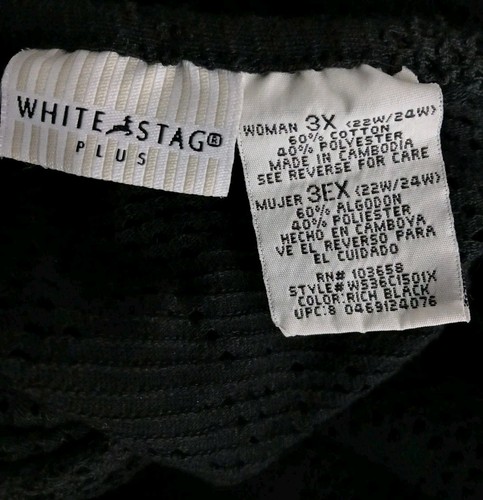 WHITE STAG®
PLUS
WOMAN 3X (22W/24W)
60% COTTON
40% POLYESTER
MADE IN CAMBODIA
SEE REVERSE FOR CARE
MUJER 3EX (22W/24W)
60% ALGODON
40% POLIESTER
HECHO EN CAMBOYA
VE EL REVERSO PARA
EL CUIDADO
RN# 103658
STYLE# WS36C1501X
COLOR: RICH BLACK
UPC:8 0469124076